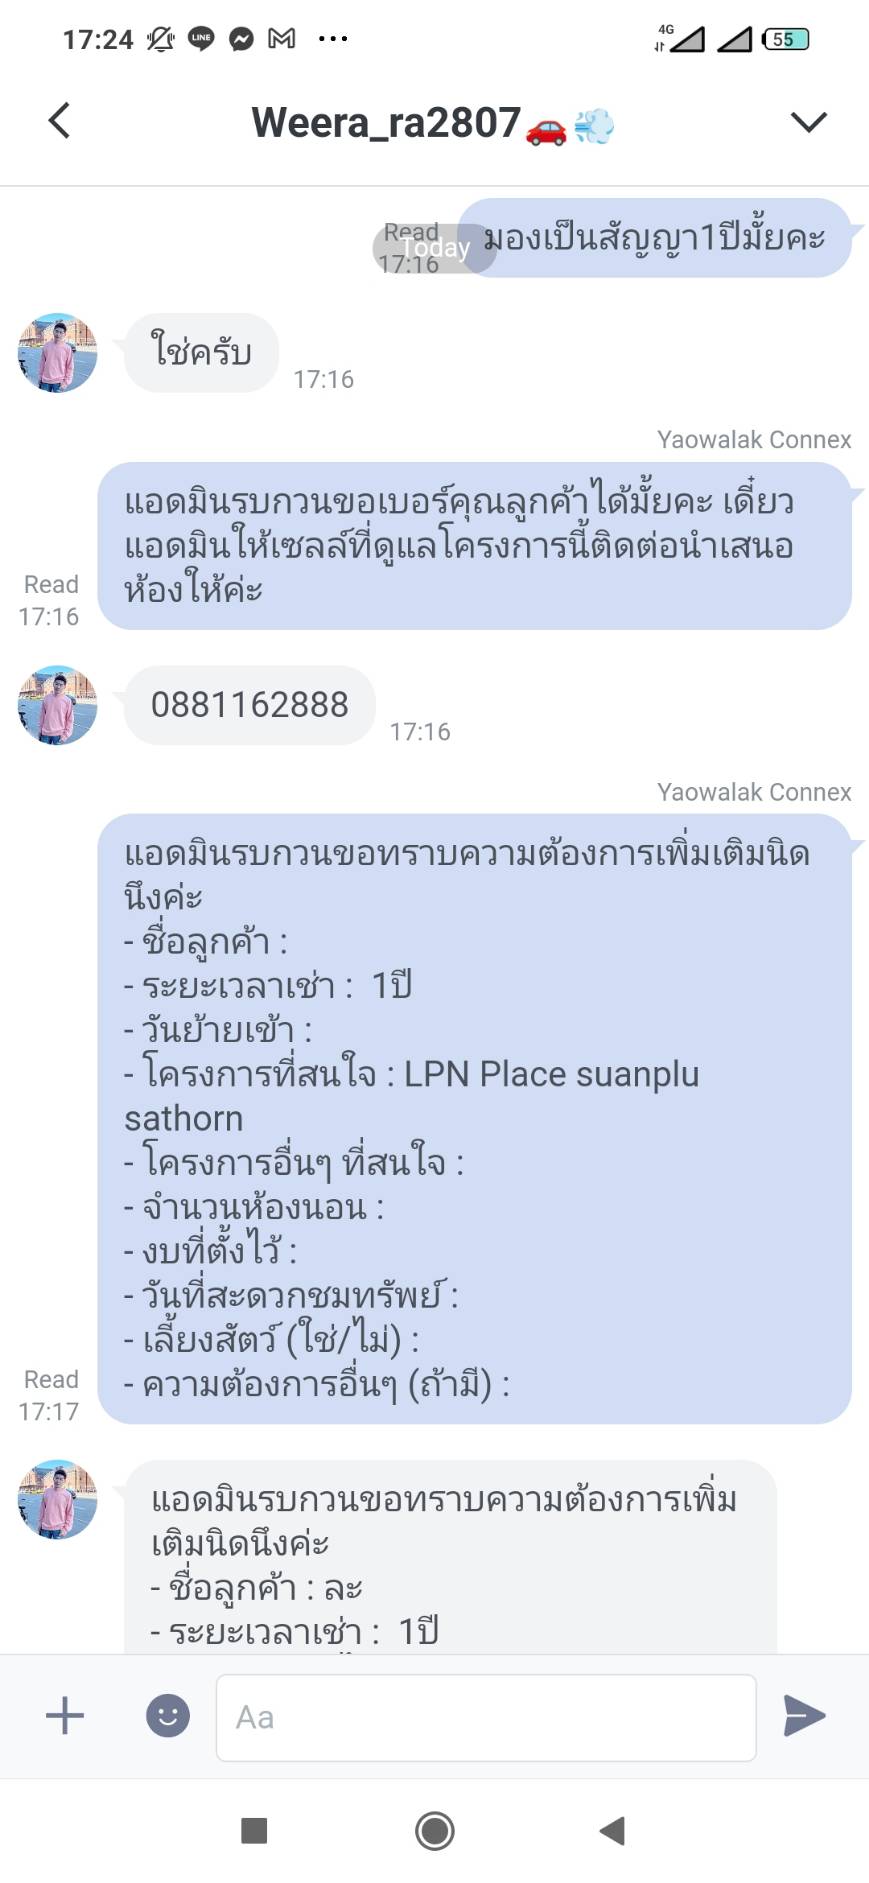 17:24
LINE
4G
55
Weera_ra2807🚗💨
มองเป็นสัญญา1ปีมั้ยคะ
Read
Today
17:16
ใช่ครับ
17:16
Yaowalak Connex
แอดมินรบกวนขอเบอร์คุณลูกค้าได้มั้ยคะ เดี๋ยว
แอดมินให้เซลล์ที่ดูแลโครงการนี้ติดต่อนำเสนอ
ห้องให้ค่ะ
Read
17:16
0881162888
17:16
Yaowalak Connex
แอดมินรบกวนขอทราบความต้องการเพิ่มเติมนิด
นึงค่ะ
- ชื่อลูกค้า :
- ระยะเวลาเช่า : 1ปี
- วันย้ายเข้า :
- โครงการที่สนใจ : LPN Place suanplu
sathorn
- โครงการอื่นๆ ที่สนใจ :
- จำนวนห้องนอน :
- งบที่ตั้งไว้ :
- วันที่สะดวกชมทรัพย์ :
- เลี้ยงสัตว์ (ใช่/ไม่) :
- ความต้องการอื่นๆ (ถ้ามี) :
Read
17:17
แอดมินรบกวนขอทราบความต้องการเพิ่ม
เติมนิดนึงค่ะ
- ชื่อลูกค้า : ละ
- ระยะเวลาเช่า : 1ปี
Aa